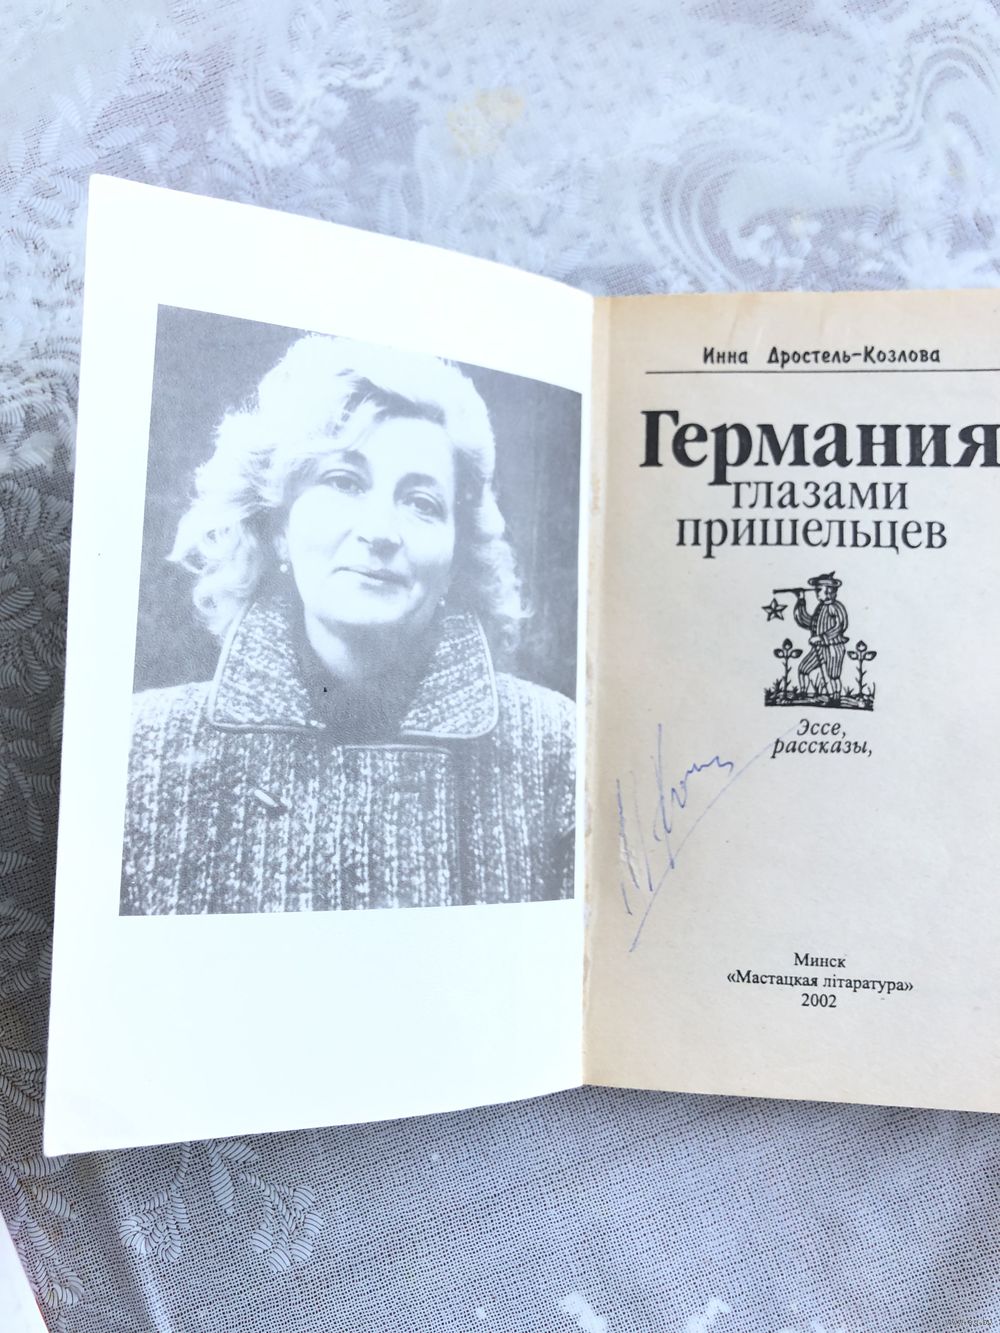 Инна Дростель-Козлова
Германия
глазами
пришельцев
Эссе,
рассказы,
Минск
«Мастацкая літаратура»
2002